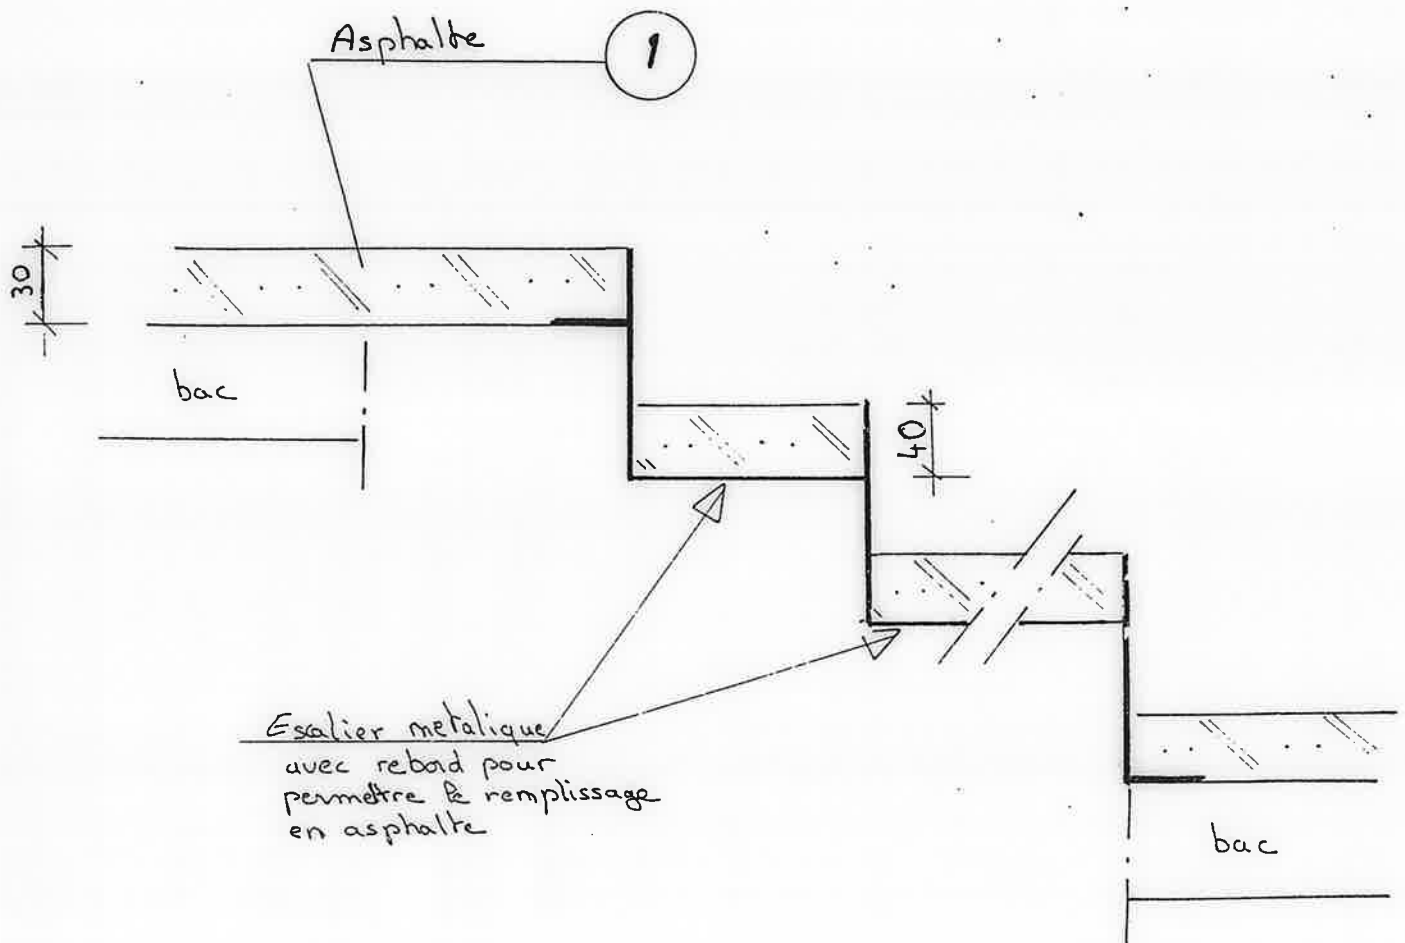 Asphalte
1
30
bac
40
Escalier metalique
avec rebord pour
permettre le remplissage
en asphalte
bac